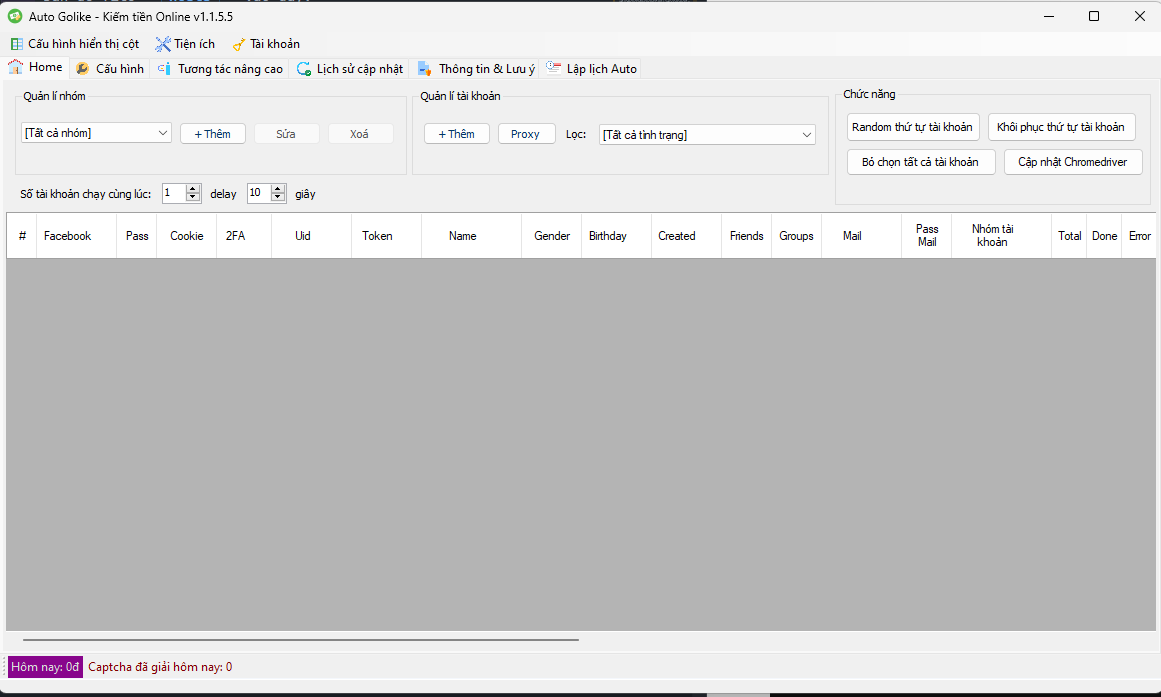 Auto Golike - Kiếm tiền Online v1.1.5.5
Cấu hình hiển thị cột Tiện ích Tài khoản
Home Cấu hình Tương tác nâng cao Lịch sử cập nhật Thông tin & Lưu ý Lập lịch Auto
Quản lí nhóm
[Tất cả nhóm] + Thêm Sửa Xoá
Quản lí tài khoản
+ Thêm Proxy Lọc: [Tất cả tình trạng]
Chức năng
Random thứ tự tài khoản Khôi phục thứ tự tài khoản
Bỏ chọn tất cả tài khoản Cập nhật Chromedriver
Số tài khoản chạy cùng lúc: 1 delay 10 giây
# Facebook Pass Cookie 2FA Uid Token Name Gender Birthday Created Friends Groups Mail Pass Mail Nhóm tài khoản Total Done Error
Hôm nay: 0đ Captcha đã giải hôm nay: 0